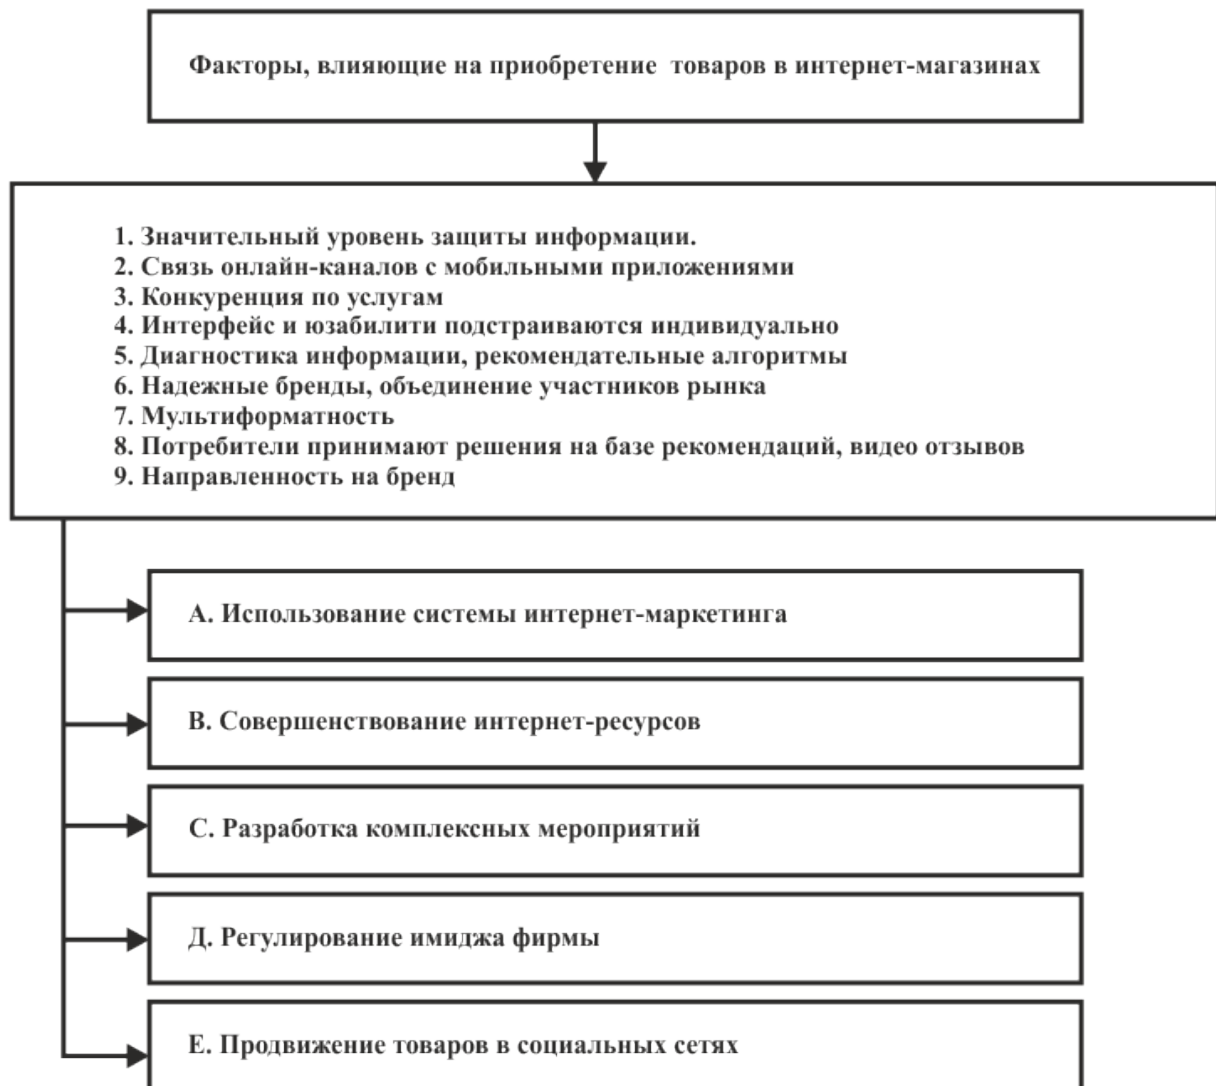 Факторы, влияющие на приобретение товаров в интернет-магазинах
1. Значительный уровень защиты информации.
2. Связь онлайн-каналов с мобильными приложениями
3. Конкуренция по услугам
4. Интерфейс и юзабилити подстраиваются индивидуально
5. Диагностика информации, рекомендательные алгоритмы
6. Надежные бренды, объединение участников рынка
7. Мультиформатность
8. Потребители принимают решения на базе рекомендаций, видео отзывов
9. Направленность на бренд
А. Использование системы интернет-маркетинга
В. Совершенствование интернет-ресурсов
С. Разработка комплексных мероприятий
Д. Регулирование имиджа фирмы
Е. Продвижение товаров в социальных сетях